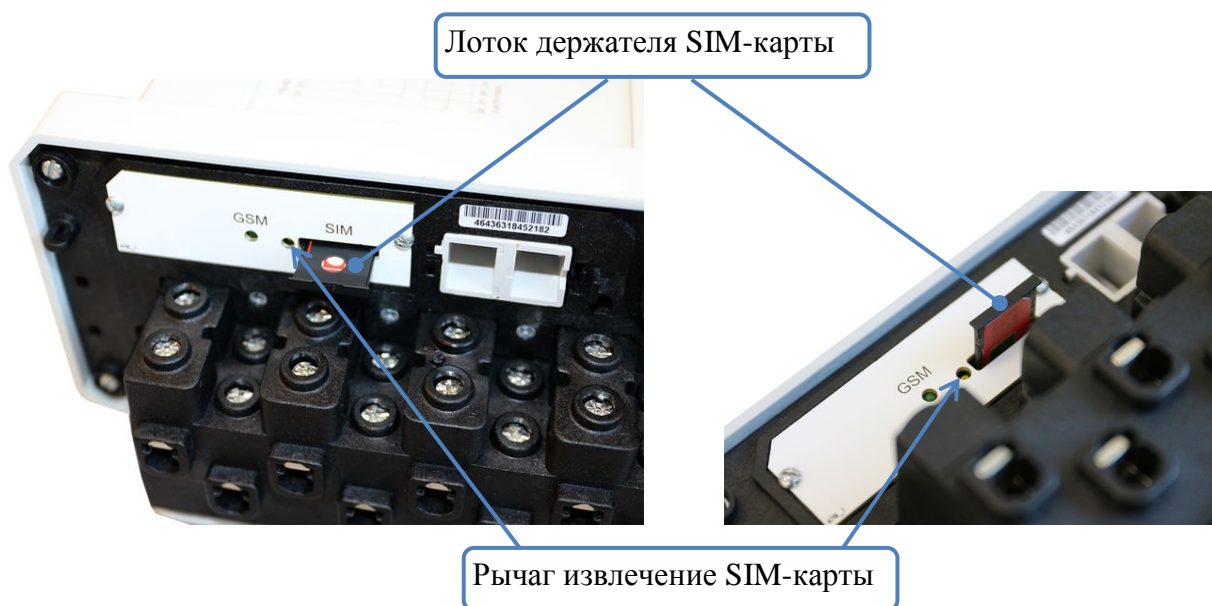 Лоток держателя SIM-карты
GSM
SIM
46436318452182
GSM
Рычаг извлечение SIM-карты